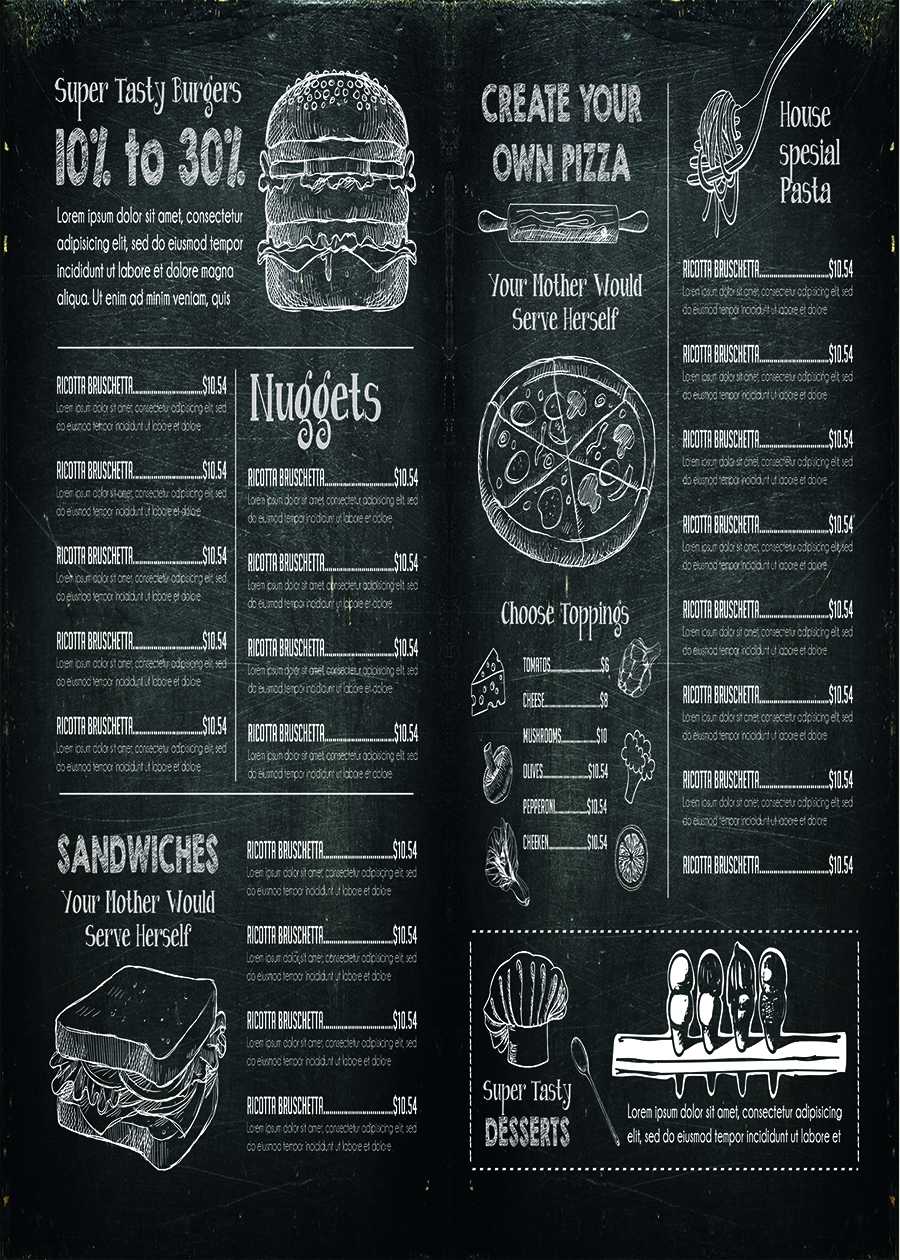 Super Tasty Burgers
10% to 30%
Lorem ipsum dolor sit amet, consectetur
adipisicing elit, sed do eiusmod tempor
incididunt ut labore et dolore magna
aliqua. Ut enim ad minim veniam, quis
RICOTTA BRUSCHETTA.........................$10.54
Lorem ipsum dolor sit amet, consectetur adipisicing elit, sed
do eiusmod tempor incididunt ut labore et dolore
RICOTTA BRUSCHETTA.........................$10.54
Lorem ipsum dolor sit amet, consectetur adipisicing elit, sed
do eiusmod tempor incididunt ut labore et dolore
RICOTTA BRUSCHETTA.........................$10.54
Lorem ipsum dolor sit amet, consectetur adipisicing elit, sed
do eiusmod tempor incididunt ut labore et dolore
RICOTTA BRUSCHETTA.........................$10.54
Lorem ipsum dolor sit amet, consectetur adipisicing elit, sed
do eiusmod tempor incididunt ut labore et dolore
RICOTTA BRUSCHETTA.........................$10.54
Lorem ipsum dolor sit amet, consectetur adipisicing elit, sed
do eiusmod tempor incididunt ut labore et dolore
Nuggets
RICOTTA BRUSCHETTA.........................$10.54
Lorem ipsum dolor sit amet, consectetur adipisicing elit, sed
do eiusmod tempor incididunt ut labore et dolore
RICOTTA BRUSCHETTA.........................$10.54
Lorem ipsum dolor sit amet, consectetur adipisicing elit, sed
do eiusmod tempor incididunt ut labore et dolore
RICOTTA BRUSCHETTA.........................$10.54
Lorem ipsum dolor sit amet, consectetur adipisicing elit, sed
do eiusmod tempor incididunt ut labore et dolore
RICOTTA BRUSCHETTA.........................$10.54
Lorem ipsum dolor sit amet, consectetur adipisicing elit, sed
do eiusmod tempor incididunt ut labore et dolore
SANDWICHES
Your Mother Would
Serve Herself
RICOTTA BRUSCHETTA.........................$10.54
Lorem ipsum dolor sit amet, consectetur adipisicing elit, sed
do eiusmod tempor incididunt ut labore et dolore
RICOTTA BRUSCHETTA.........................$10.54
Lorem ipsum dolor sit amet, consectetur adipisicing elit, sed
do eiusmod tempor incididunt ut labore et dolore
RICOTTA BRUSCHETTA.........................$10.54
Lorem ipsum dolor sit amet, consectetur adipisicing elit, sed
do eiusmod tempor incididunt ut labore et dolore
RICOTTA BRUSCHETTA.........................$10.54
Lorem ipsum dolor sit amet, consectetur adipisicing elit, sed
do eiusmod tempor incididunt ut labore et dolore
CREATE YOUR
OWN PIZZA
Your Mother Would
Serve Herself
Choose Toppings
TOMATOS....................$6
CHEESE......................$8
MUSHROOMS..............$10
OLIVES..................$10.54
PEPPERONI.............$10.54
CHEEKEN................$10.54
House
spesial
Pasta
RICOTTA BRUSCHETTA.........................$10.54
Lorem ipsum dolor sit amet, consectetur adipisicing elit, sed
do eiusmod tempor incididunt ut labore et dolore
RICOTTA BRUSCHETTA.........................$10.54
Lorem ipsum dolor sit amet, consectetur adipisicing elit, sed
do eiusmod tempor incididunt ut labore et dolore
RICOTTA BRUSCHETTA.........................$10.54
Lorem ipsum dolor sit amet, consectetur adipisicing elit, sed
do eiusmod tempor incididunt ut labore et dolore
RICOTTA BRUSCHETTA.........................$10.54
Lorem ipsum dolor sit amet, consectetur adipisicing elit, sed
do eiusmod tempor incididunt ut labore et dolore
RICOTTA BRUSCHETTA.........................$10.54
Lorem ipsum dolor sit amet, consectetur adipisicing elit, sed
do eiusmod tempor incididunt ut labore et dolore
RICOTTA BRUSCHETTA.........................$10.54
Lorem ipsum dolor sit amet, consectetur adipisicing elit, sed
do eiusmod tempor incididunt ut labore et dolore
RICOTTA BRUSCHETTA.........................$10.54
Lorem ipsum dolor sit amet, consectetur adipisicing elit, sed
do eiusmod tempor incididunt ut labore et dolore
RICOTTA BRUSCHETTA.........................$10.54
Super Tasty
DESSERTS
Lorem ipsum dolor sit amet, consectetur adipisicing
elit, sed do eiusmod tempor incididunt ut labore et